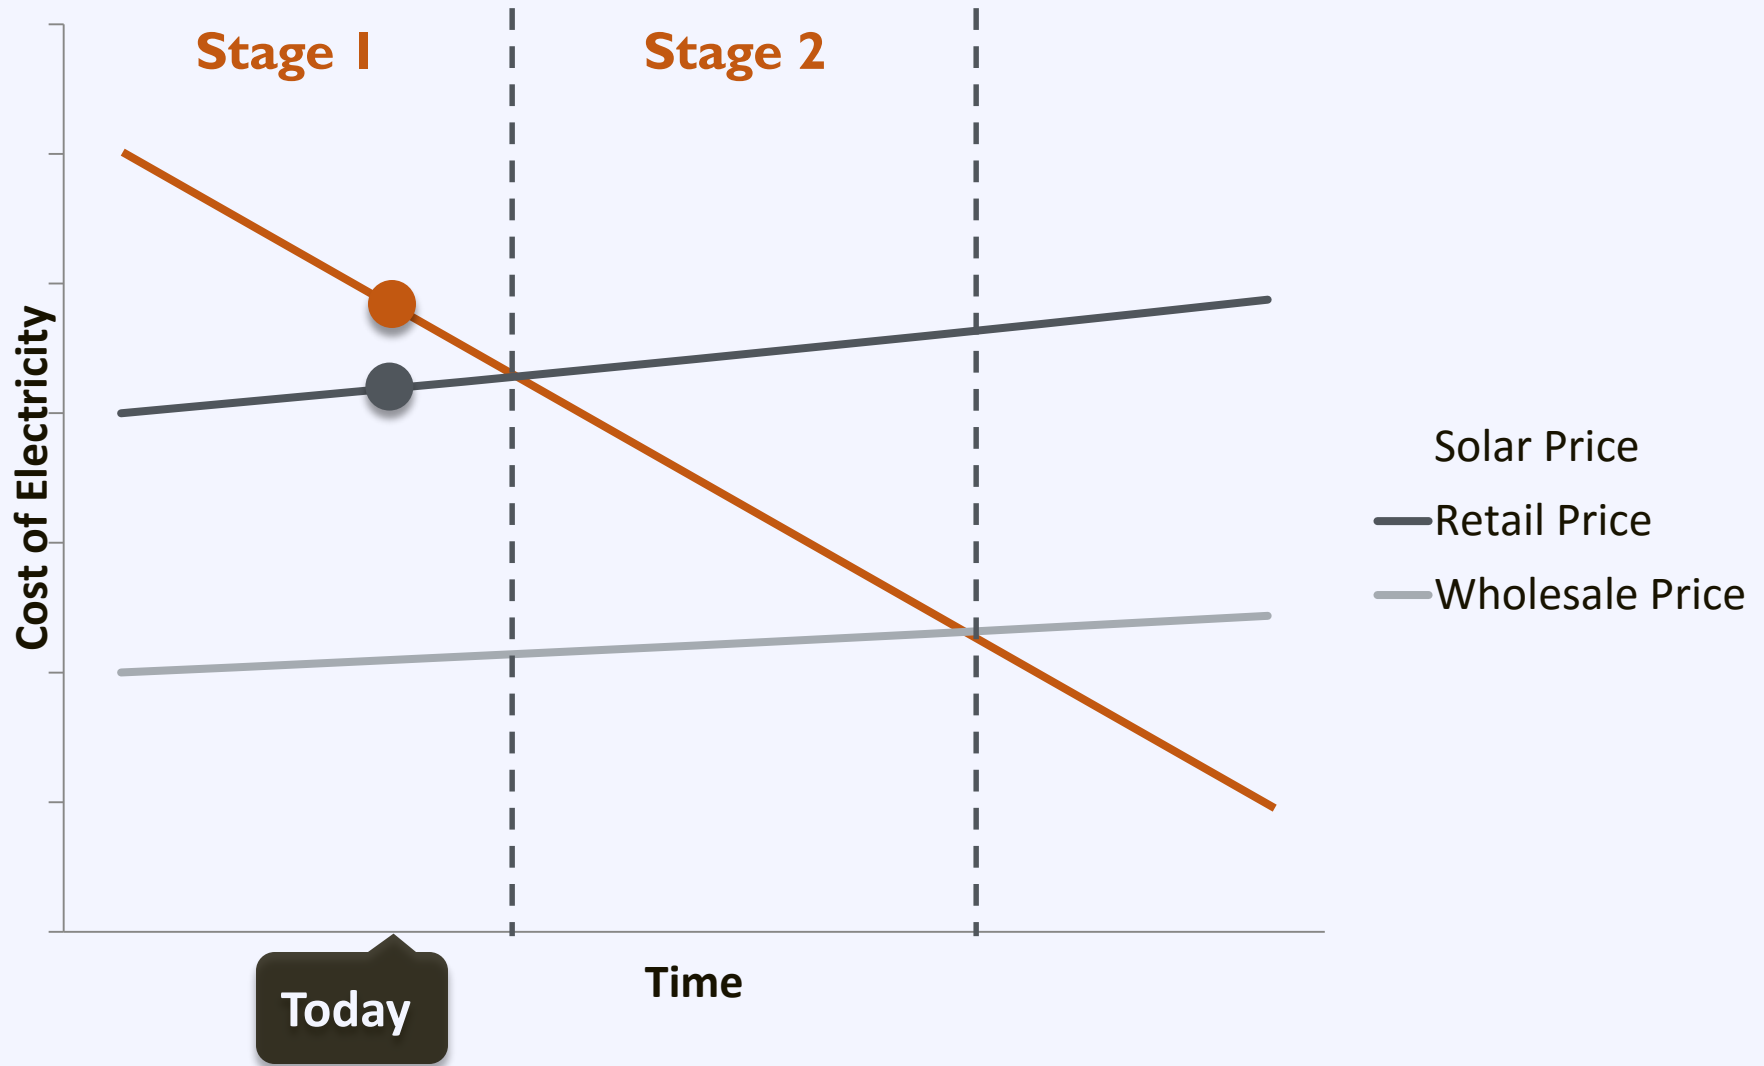 Stage 1
Stage 2
Cost of Electricity
Solar Price
Retail Price
Wholesale Price
Time
Today